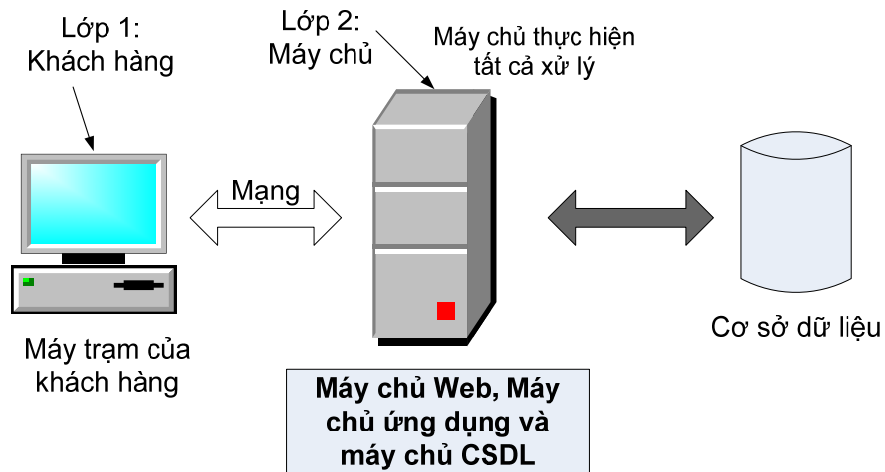 Lớp 1:
Khách hàng
Lớp 2:
Máy chủ
Máy chủ thực hiện
tất cả xử lý
Mạng
Máy trạm của
khách hàng
Cơ sở dữ liệu
Máy chủ Web, Máy
chủ ứng dụng và
máy chủ CSDL